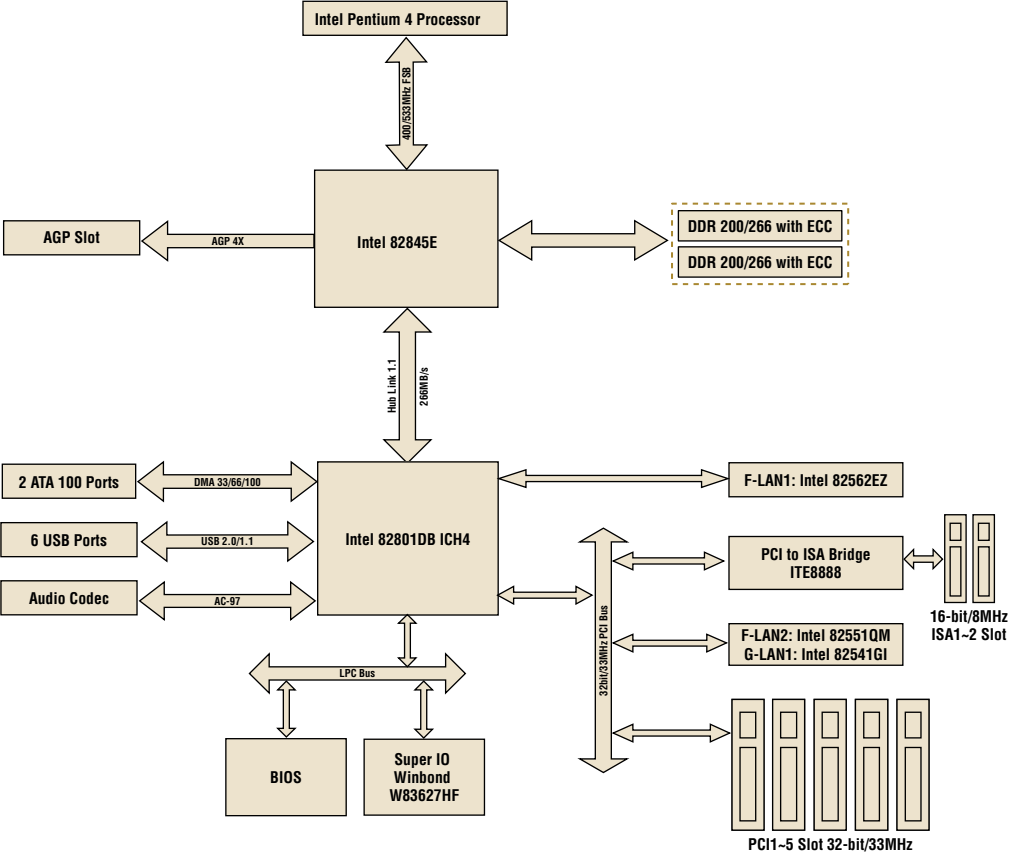 Intel Pentium 4 Processor
400/533MHz FSB
AGP Slot
AGP 4X
Intel 82845E
DDR 200/266 with ECC
DDR 200/266 with ECC
Hub Link 1.1
266MB/s
2 ATA 100 Ports
DMA 33/66/100
6 USB Ports
USB 2.0/1.1
Audio Codec
AC-97
Intel 82801DB ICH4
F-LAN1: Intel 82562EZ
32bit/33MHz PCI Bus
PCI to ISA Bridge
ITE8888
16-bit/8MHz
ISA1~2 Slot
F-LAN2: Intel 82551QM
G-LAN1: Intel 82541GI
LPC Bus
BIOS
Super IO
Winbond
W83627HF
PCI1~5 Slot 32-bit/33MHz